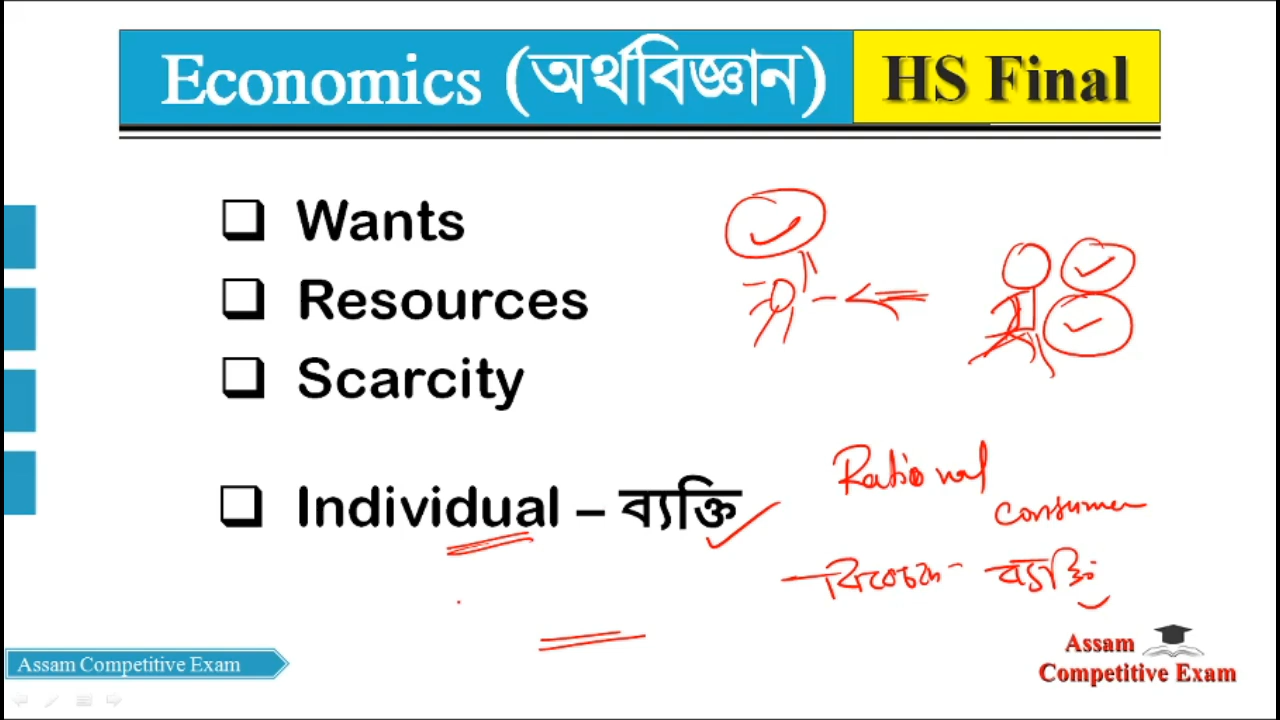 Economics (অৰ্থবিজ্ঞান) HS Final
Wants
Resources
Scarcity
Individual – ব্যক্তি
Rational
consumer
বিবেচক ব্যক্তি
Assam Competitive Exam
Assam
Competitive Exam